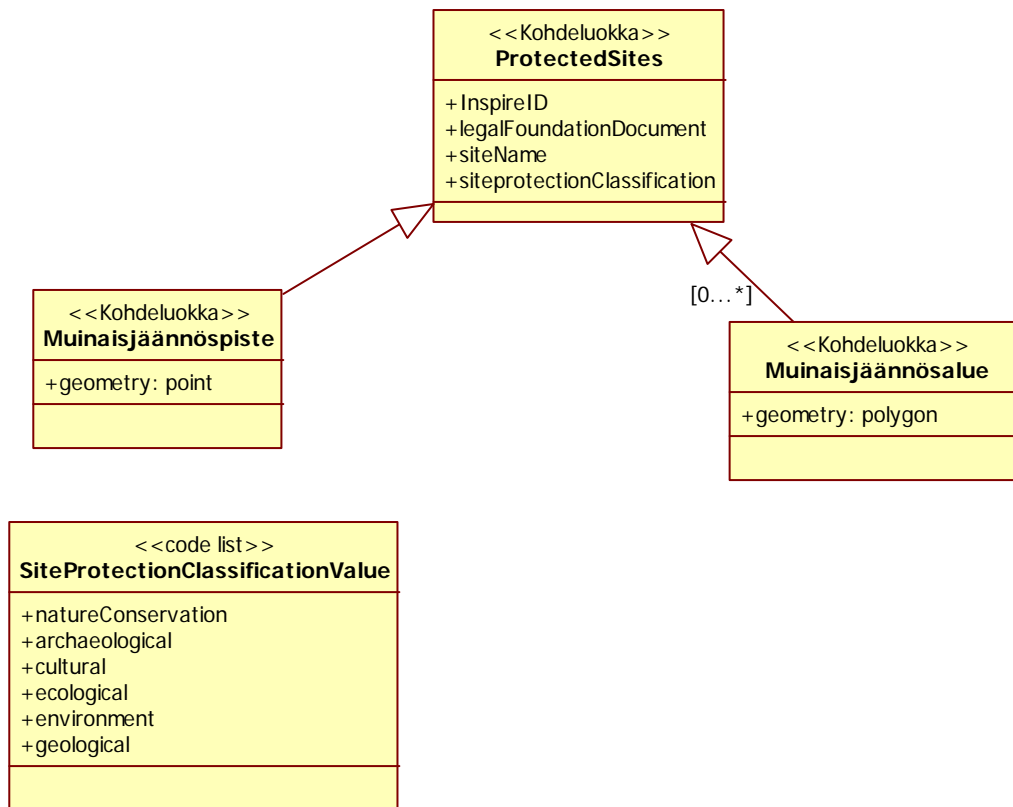 <<Kohdeluokka>>
ProtectedSites
+InspireID
+legalFoundationDocument
+siteName
+siteprotectionClassification
[0...*]
<<Kohdeluokka>>
Muinaisjäännöspiste
+geometry: point
<<Kohdeluokka>>
Muinaisjäännösalue
+geometry: polygon
<<code list>>
SiteProtectionClassificationValue
+natureConservation
+archaeological
+cultural
+ecological
+environment
+geological